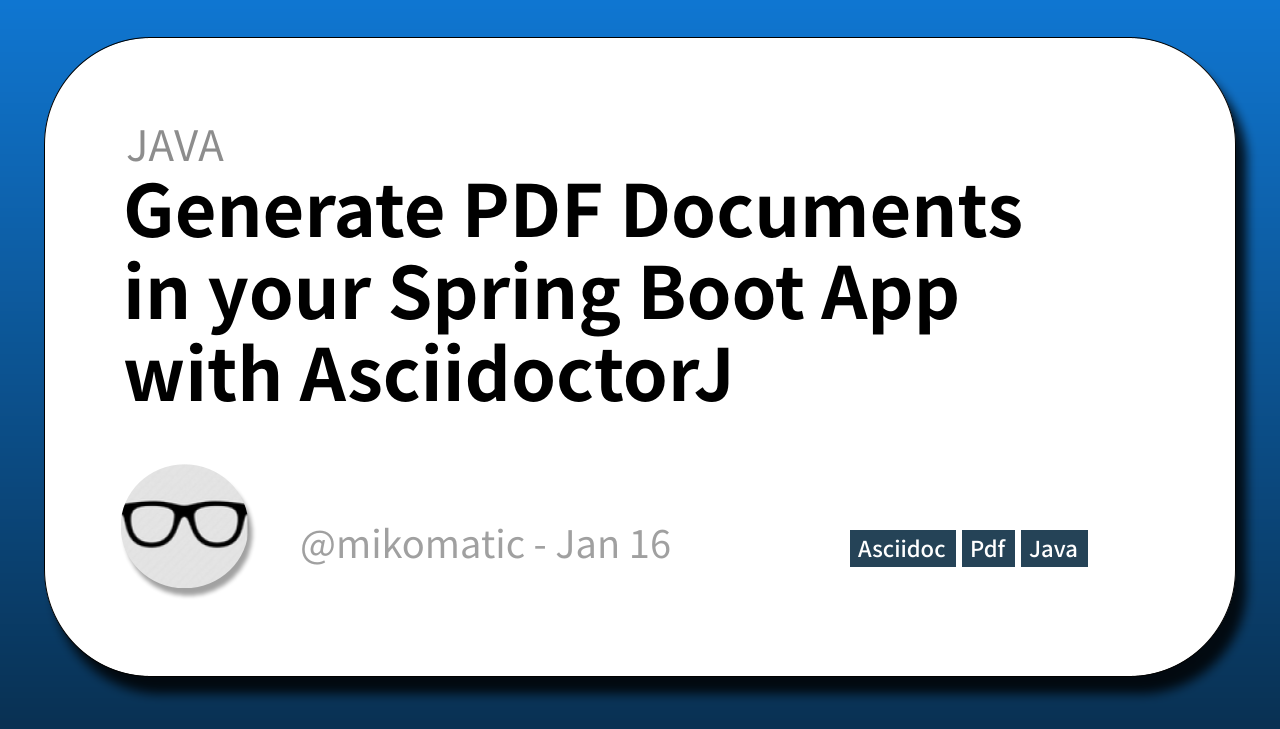 JAVA
Generate PDF Documents
in your Spring Boot App
with AsciidoctorJ
@mikomatic - Jan 16
Asciidoc Pdf Java